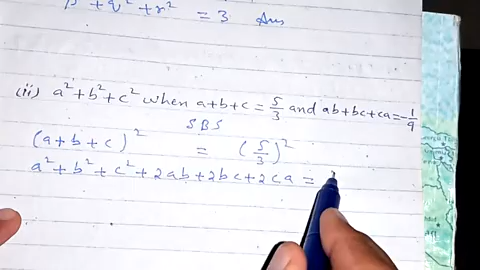 p² + q² + r² = 3 Ans
(ii) a² + b² + c² when a+b+c = 5/3 and ab+bc+ca = -1/9
SBS
(a + b + c)² = (5/3)²
a² + b² + c² + 2ab + 2bc + 2ca =